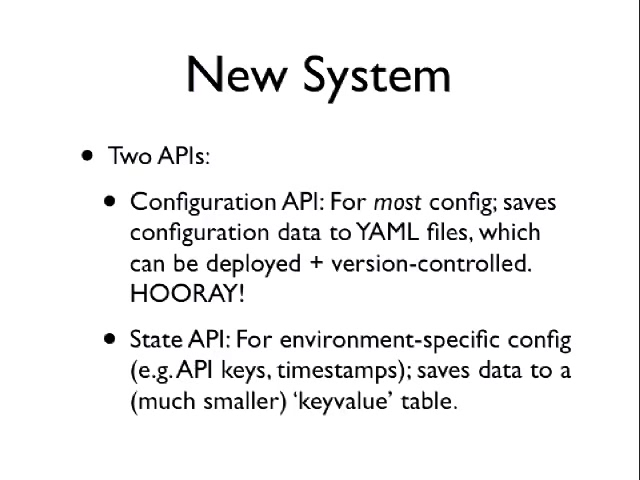 New System
• Two APIs:
• Configuration API: For most config; saves
configuration data to YAML files, which
can be deployed + version-controlled.
HOORAY!
• State API: For environment-specific config
(e.g. API keys, timestamps); saves data to a
(much smaller) ‘keyvalue’ table.